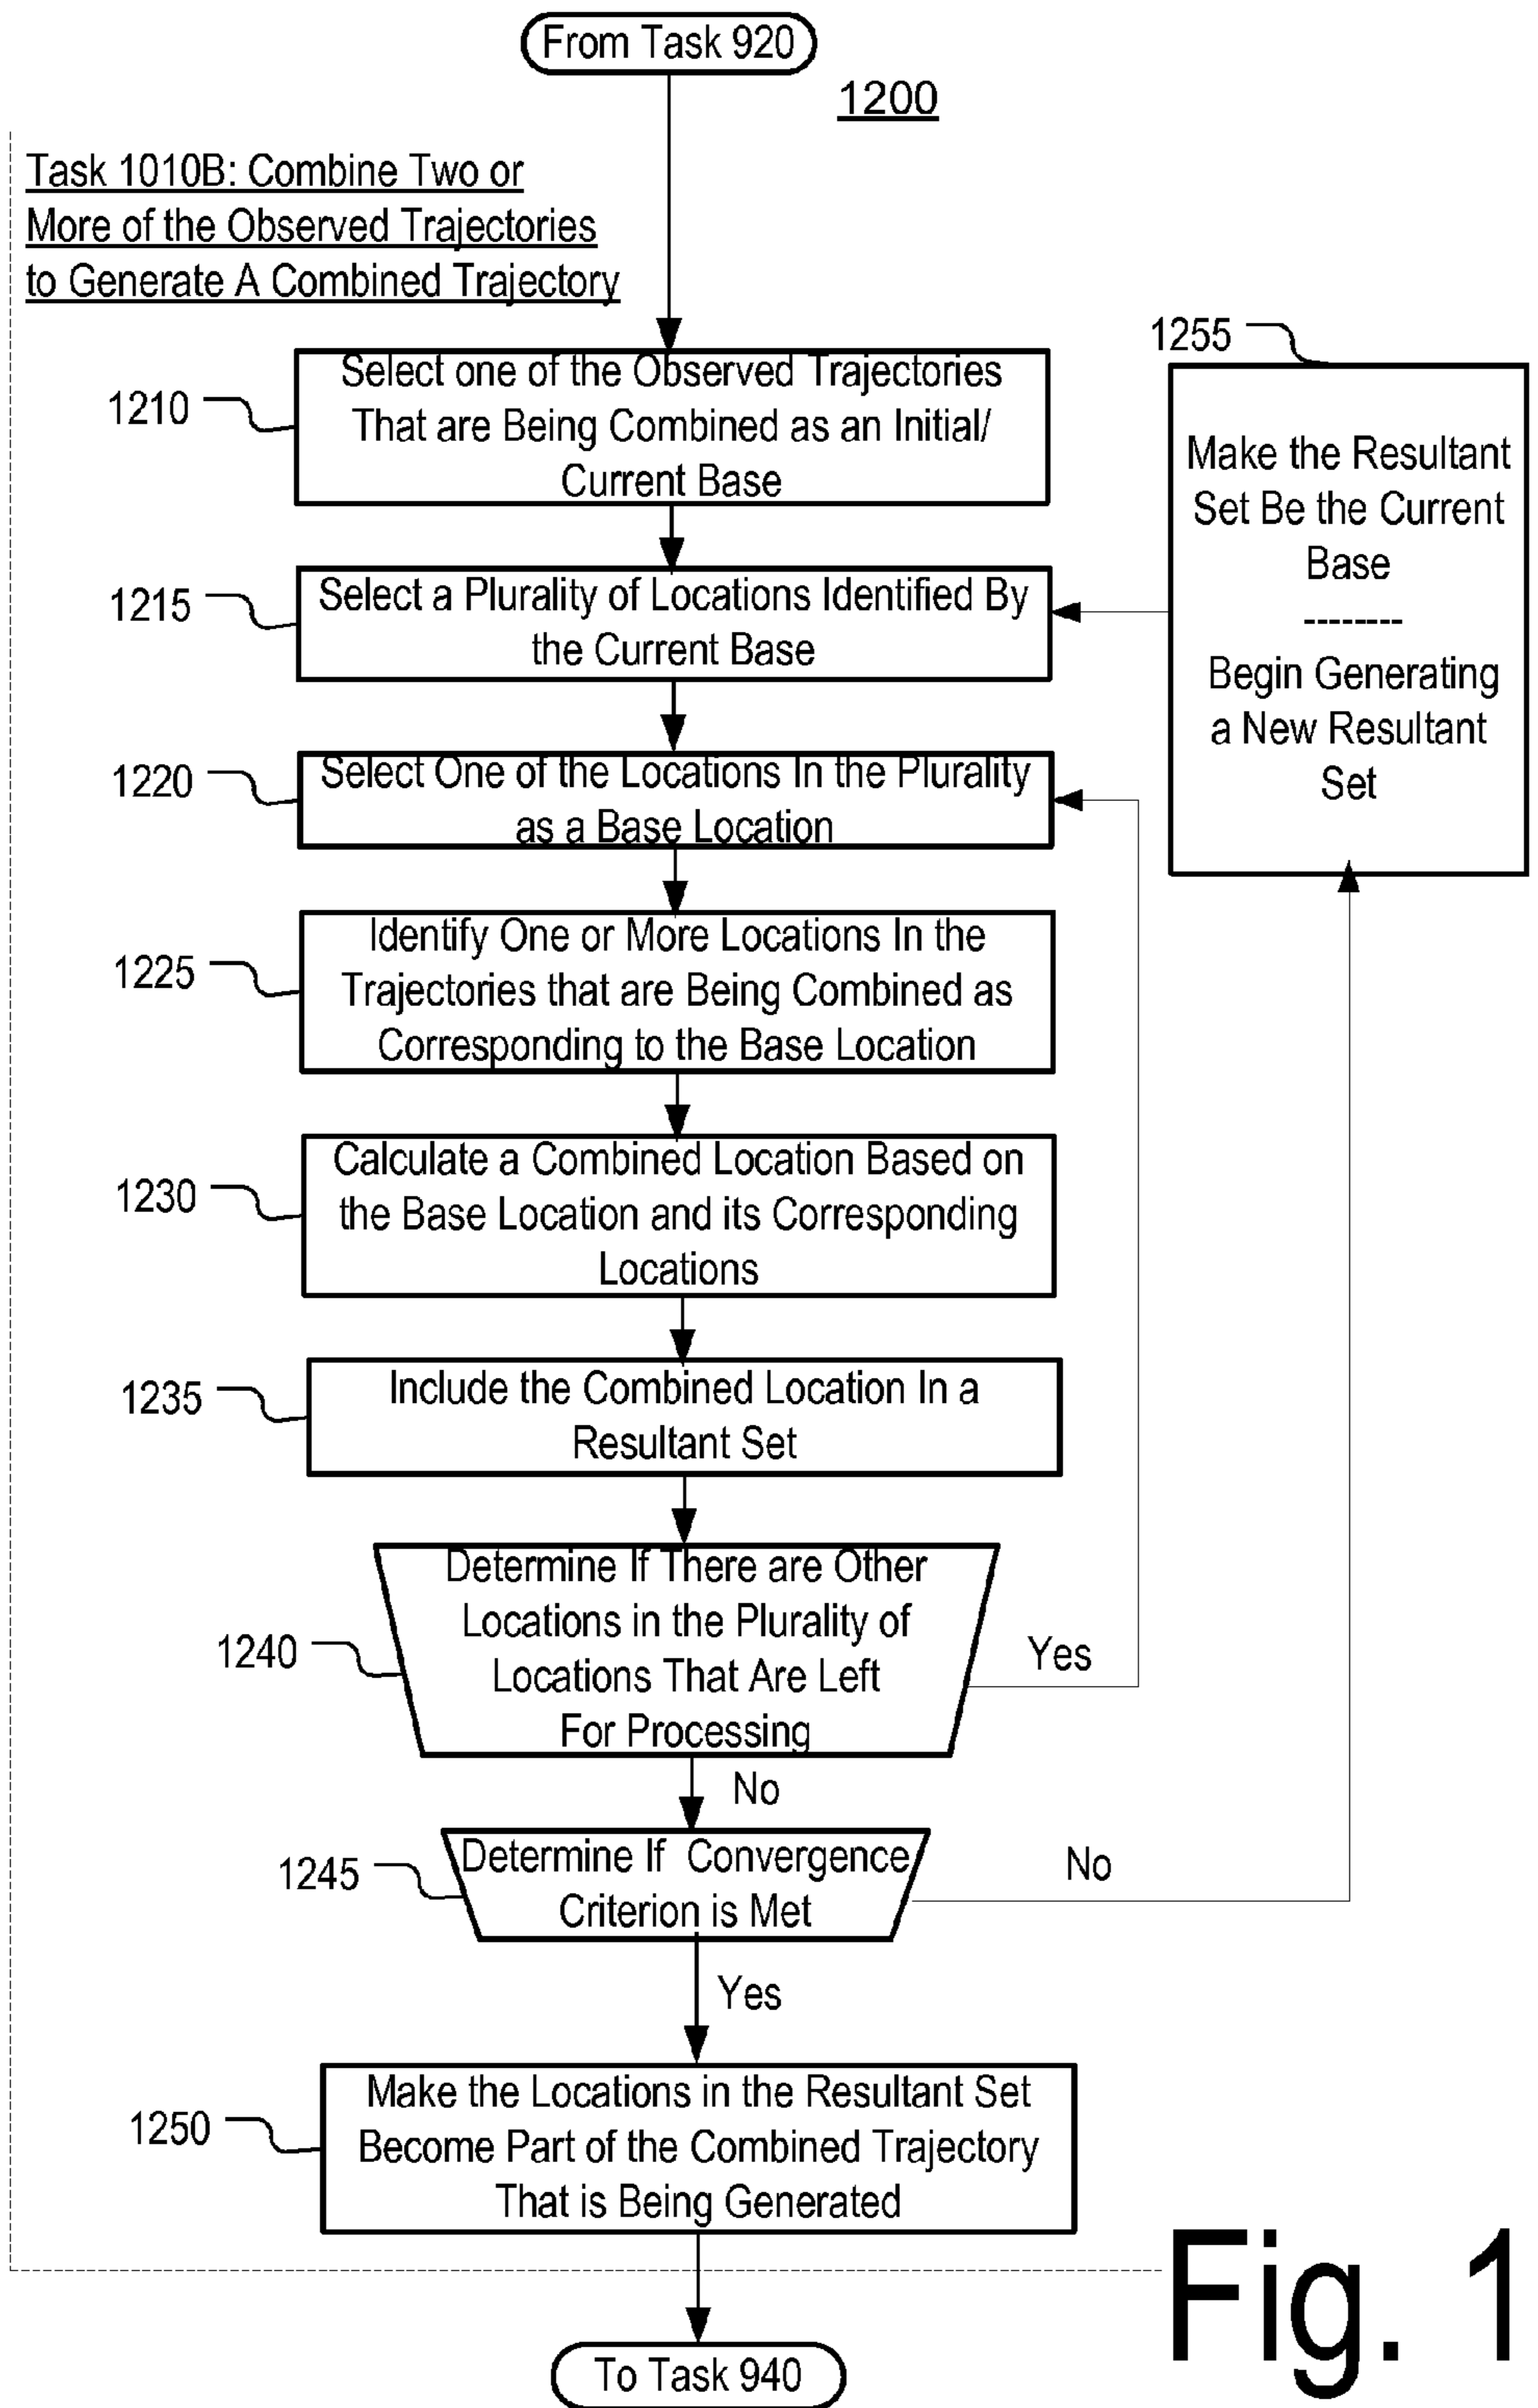 From Task 920
1200
Task 1010B: Combine Two or
More of the Observed Trajectories
to Generate A Combined Trajectory
1210
Select one of the Observed Trajectories
That are Being Combined as an Initial/
Current Base
1255
Make the Resultant
Set Be the Current
Base
--------
Begin Generating
a New Resultant
Set
1215
Select a Plurality of Locations Identified By
the Current Base
1220
Select One of the Locations In the Plurality
as a Base Location
1225
Identify One or More Locations In the
Trajectories that are Being Combined as
Corresponding to the Base Location
1230
Calculate a Combined Location Based on
the Base Location and its Corresponding
Locations
1235
Include the Combined Location In a
Resultant Set
1240
Determine If There are Other
Locations in the Plurality of
Locations That Are Left
For Processing
Yes
No
1245
Determine If Convergence
Criterion is Met
No
Yes
1250
Make the Locations in the Resultant Set
Become Part of the Combined Trajectory
That is Being Generated
To Task 940
Fig. 1